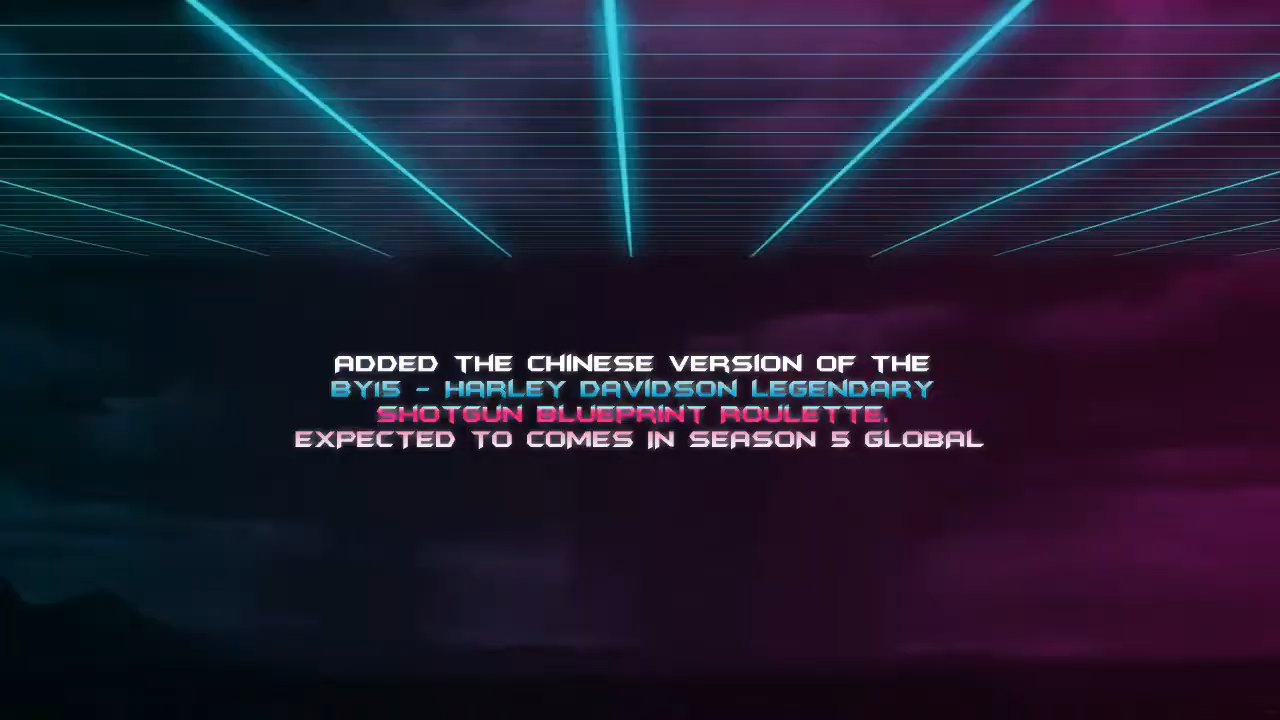 ADDED THE CHINESE VERSION OF THE
BY15 - HARLEY DAVIDSON LEGENDARY
SHOTGUN BLUEPRINT ROULETTE.
EXPECTED TO COMES IN SEASON 5 GLOBAL